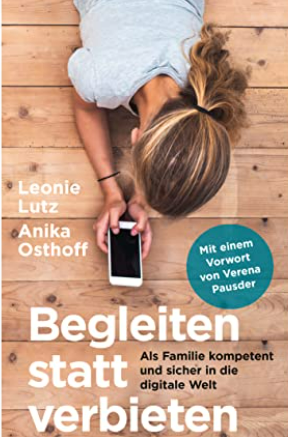 Leonie
Lutz
Anika
Osthoff
Mit einem
Vorwort
von Verena
Pausder
Begleiten
statt
verbieten
Als Familie kompetent
und sicher in die
digitale Welt